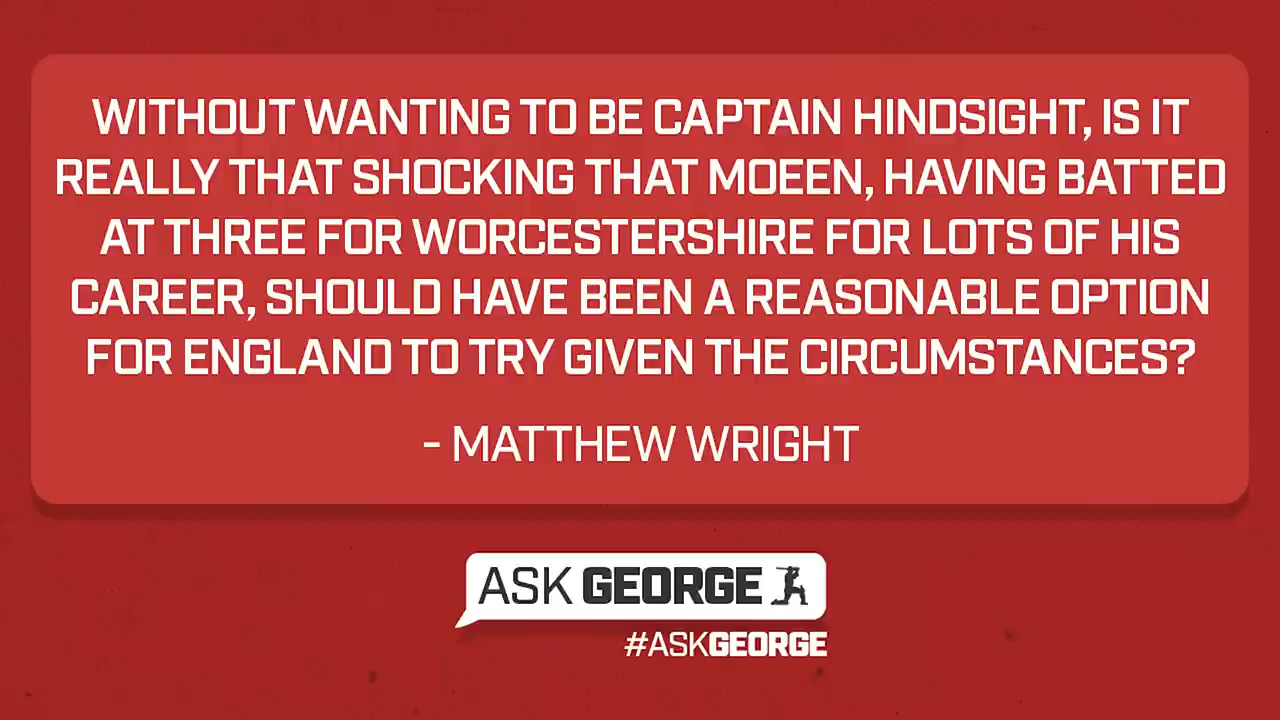 WITHOUT WANTING TO BE CAPTAIN HINDSIGHT, IS IT
REALLY THAT SHOCKING THAT MOEEN, HAVING BATTED
AT THREE FOR WORCESTERSHIRE FOR LOTS OF HIS
CAREER, SHOULD HAVE BEEN A REASONABLE OPTION
FOR ENGLAND TO TRY GIVEN THE CIRCUMSTANCES?
- MATTHEW WRIGHT
ASK GEORGE
#ASKGEORGE